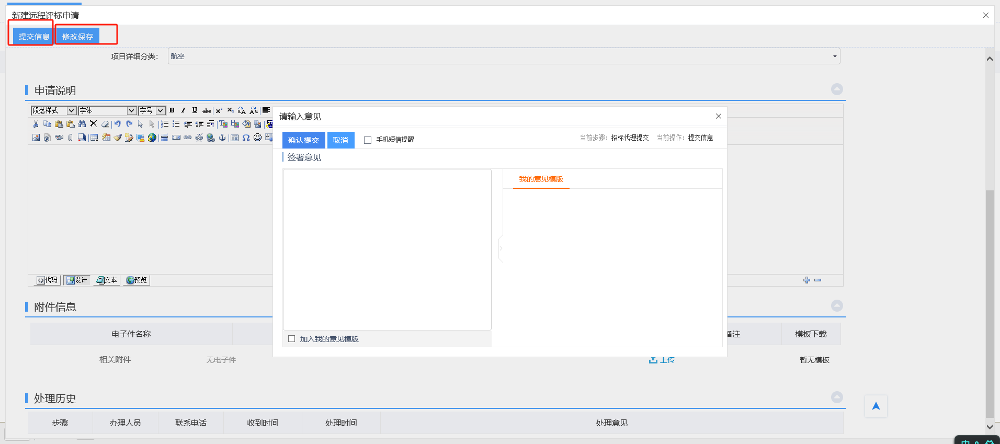 新建远程评标申请
提交信息 修改保存
项目详细分类： 航空
申请说明
段落样式 字体 字号 B I U abc
请输入意见
确认提交 取消 手机短信提醒 当前步骤：招标代理提交 当前操作：提交信息
签署意见
我的意见模版
代码 设计 文本 预览
加入我的意见模版
附件信息
电子件名称 备注 模板下载
相关附件 无电子件 上传 暂无模板
处理历史
步骤 办理人员 联系电话 收到时间 处理时间 处理意见